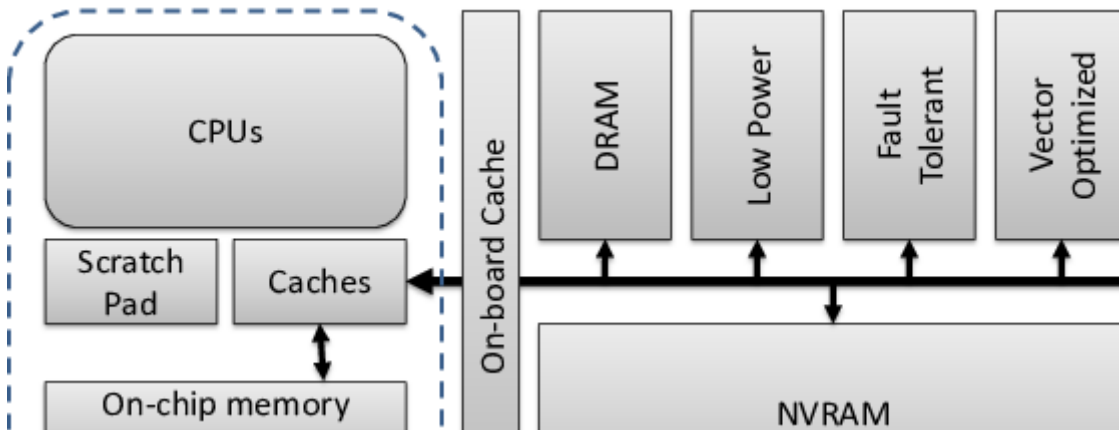 CPUs
Scratch
Pad
Caches
On-chip memory
On-board Cache
DRAM
Low Power
Fault
Tolerant
Vector
Optimized
NVRAM